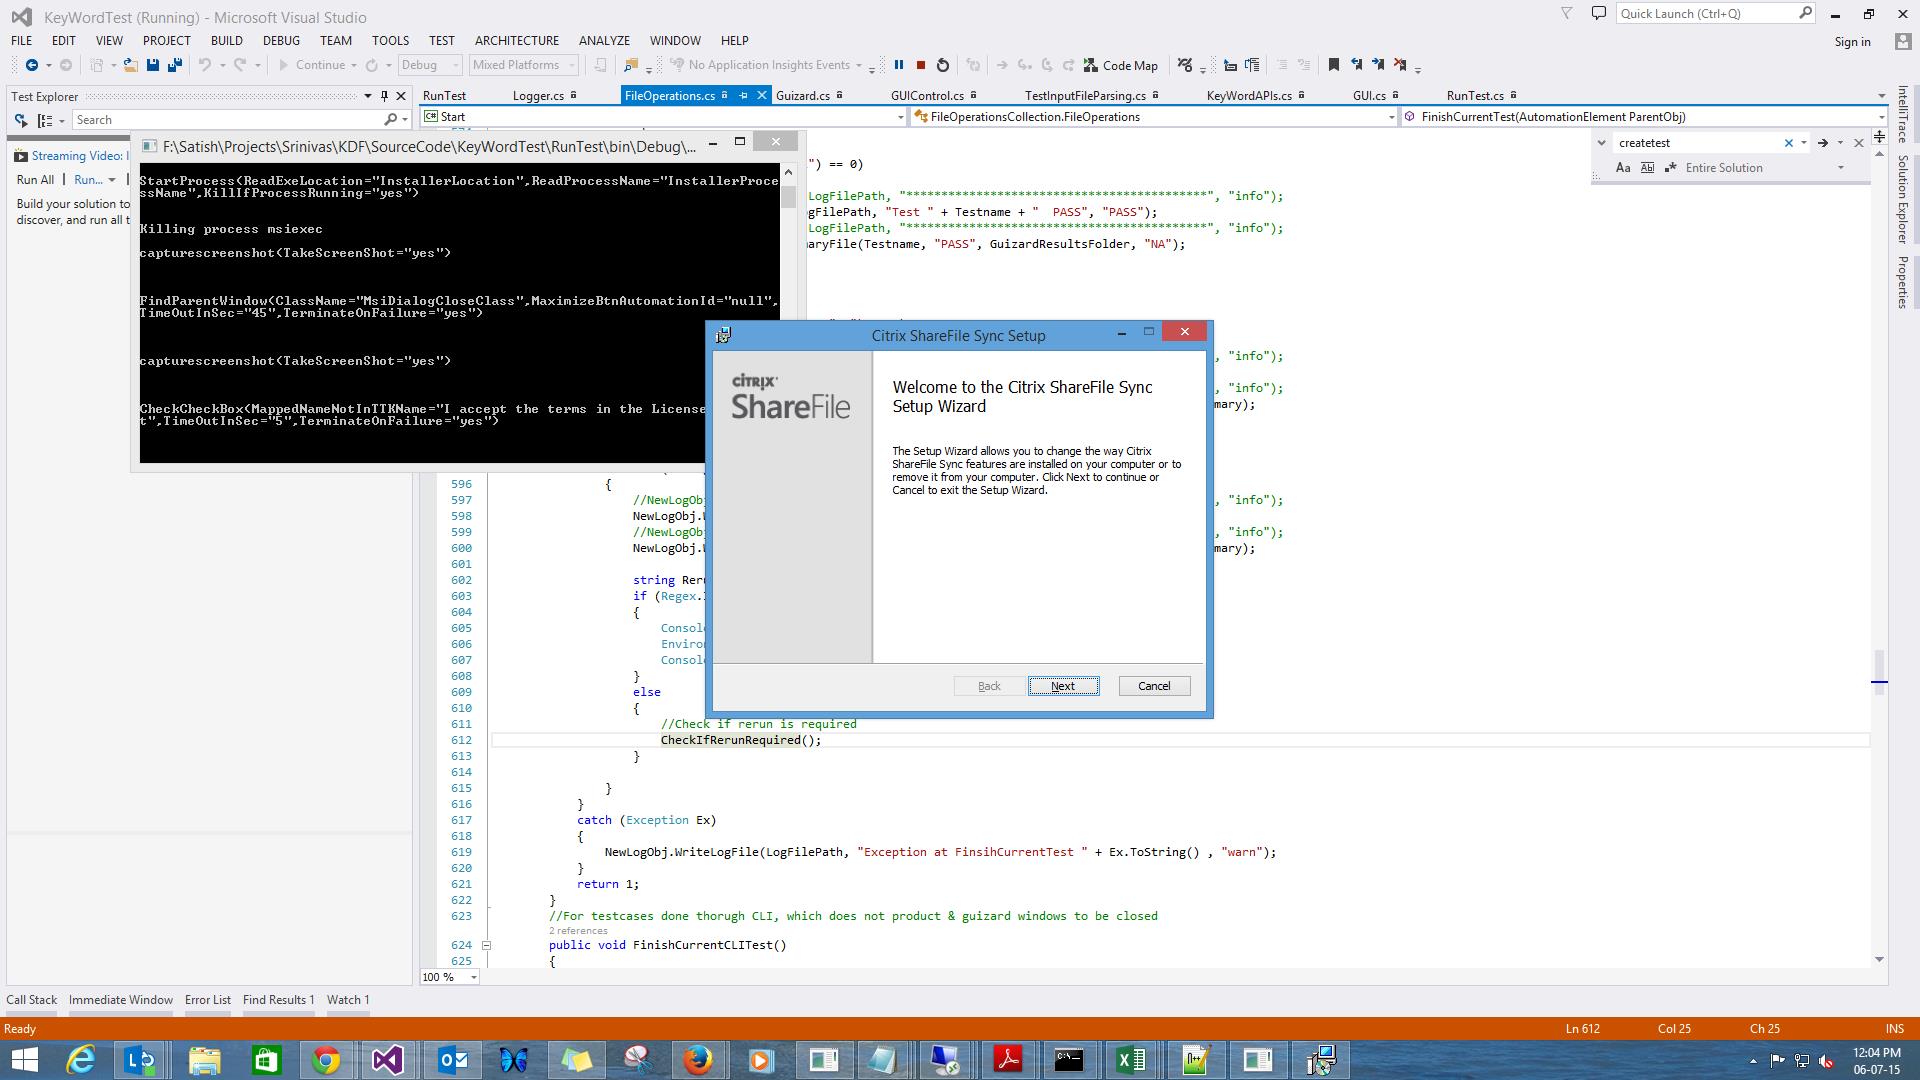 KeyWordTest (Running) - Microsoft Visual Studio
Quick Launch (Ctrl+Q)
FILE EDIT VIEW PROJECT BUILD DEBUG TEAM TOOLS TEST ARCHITECTURE ANALYZE WINDOW HELP
Sign in
Continue Debug Mixed Platforms No Application Insights Events Code Map
Test Explorer
RunTest Logger.cs FileOperations.cs Guizard.cs GUIControl.cs TestInputFileParsing.cs KeyWordAPIs.cs GUI.cs RunTest.cs
Search
Start FileOperationsCollection.FileOperations FinishCurrentTest(AutomationElement ParentObj)
createtest
Aa Ab Entire Solution
IntelliTrace
Solution Explorer
Properties
Streaming Video: I
Run All | Run...
Build your solution to
discover, and run all t
F:\Satish\Projects\Srinivas\KDF\SourceCode\KeyWordTest\RunTest\bin\Debug\...
StartProcess(ReadExeLocation="InstallerLocation",ReadProcessName="InstallerProce
ssName",KillIfProcessRunning="yes")
Killing process msiexec
capturescreenshot(TakeScreenShot="yes")
FindParentWindow(ClassName="MsiDialogCloseClass",MaximizeBtnAutomationId="null",
TimeOutInSec="45",TerminateOnFailure="yes")
capturescreenshot(TakeScreenShot="yes")
CheckCheckBox(MappedNameNotInTTKName="I accept the terms in the License
t",TimeOutInSec="5",TerminateOnFailure="yes")
") == 0)
LogFilePath, "*******************************************", "info");
gFilePath, "Test " + Testname + "  PASS", "PASS");
LogFilePath, "*******************************************", "info");
aryFile(Testname, "PASS", GuizardResultsFolder, "NA");
, "info");
, "info");
mary);
Citrix ShareFile Sync Setup
CITRIX
ShareFile
Welcome to the Citrix ShareFile Sync
Setup Wizard
The Setup Wizard allows you to change the way Citrix
ShareFile Sync features are installed on your computer or to
remove it from your computer. Click Next to continue or
Cancel to exit the Setup Wizard.
Back Next Cancel
596 {
597 //NewLogOb , "info");
598 NewLogObj.
599 //NewLogOb , "info");
600 NewLogObj. mary);
601
602 string Rer
603 if (Regex.
604 {
605 Consol
606 Enviro
607 Consol
608 }
609 else
610 {
611 //Check if rerun is required
612 CheckIfRerunRequired();
613 }
614
615 }
616 }
617 catch (Exception Ex)
618 {
619 NewLogObj.WriteLogFile(LogFilePath, "Exception at FinsihCurrentTest " + Ex.ToString() , "warn");
620 }
621 return 1;
622 }
623 //For testcases done thorugh CLI, which does not product & guizard windows to be closed
2 references
624 public void FinishCurrentCLITest()
625 {
100 %
Call Stack Immediate Window Error List Find Results 1 Watch 1
Ready Ln 612 Col 25 Ch 25 INS
12:04 PM
06-07-15